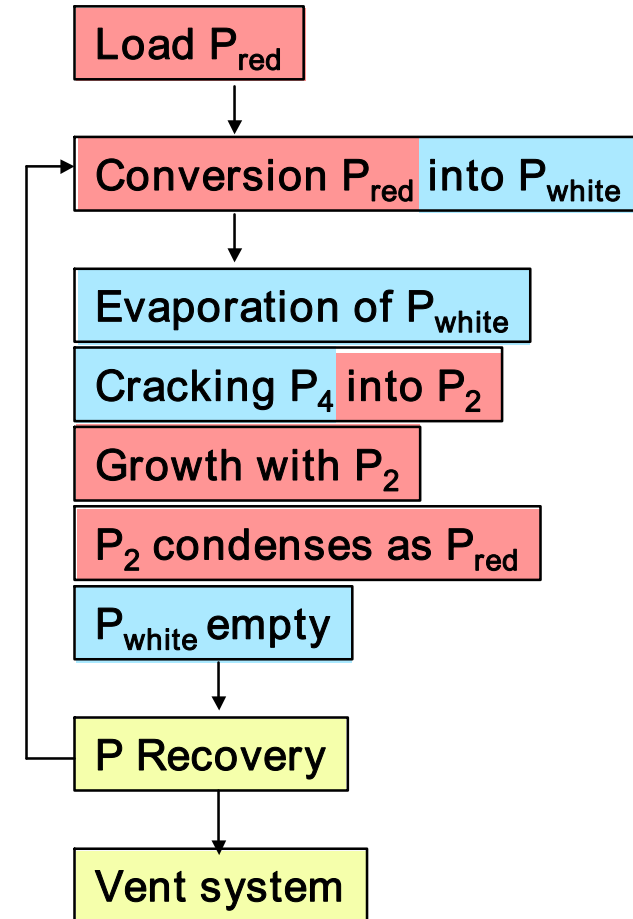 Load Pred
Conversion Pred into Pwhite
Evaporation of Pwhite
Cracking P4 into P2
Growth with P2
P2 condenses as Pred
Pwhite empty
P Recovery
Vent system